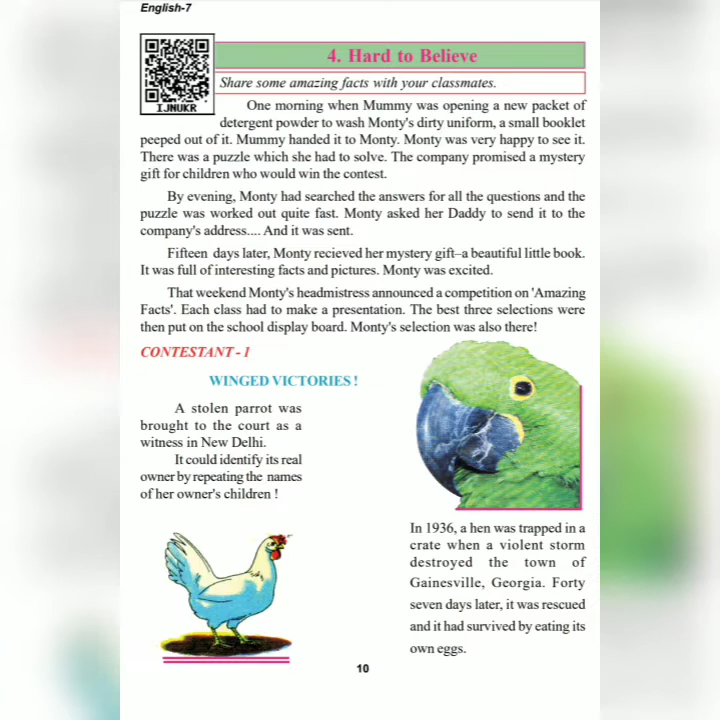 English-7
4. Hard to Believe
IJNUKR
Share some amazing facts with your classmates.
One morning when Mummy was opening a new packet of
detergent powder to wash Monty's dirty uniform, a small booklet
peeped out of it. Mummy handed it to Monty. Monty was very happy to see it.
There was a puzzle which she had to solve. The company promised a mystery
gift for children who would win the contest.
By evening, Monty had searched the answers for all the questions and the
puzzle was worked out quite fast. Monty asked her Daddy to send it to the
company's address.... And it was sent.
Fifteen days later, Monty recieved her mystery gift–a beautiful little book.
It was full of interesting facts and pictures. Monty was excited.
That weekend Monty's headmistress announced a competition on 'Amazing
Facts'. Each class had to make a presentation. The best three selections were
then put on the school display board. Monty's selection was also there!
CONTESTANT - 1
WINGED VICTORIES !
A stolen parrot was
brought to the court as a
witness in New Delhi.
It could identify its real
owner by repeating the names
of her owner's children !
In 1936, a hen was trapped in a
crate when a violent storm
destroyed the town of
Gainesville, Georgia. Forty
seven days later, it was rescued
and it had survived by eating its
own eggs.
10